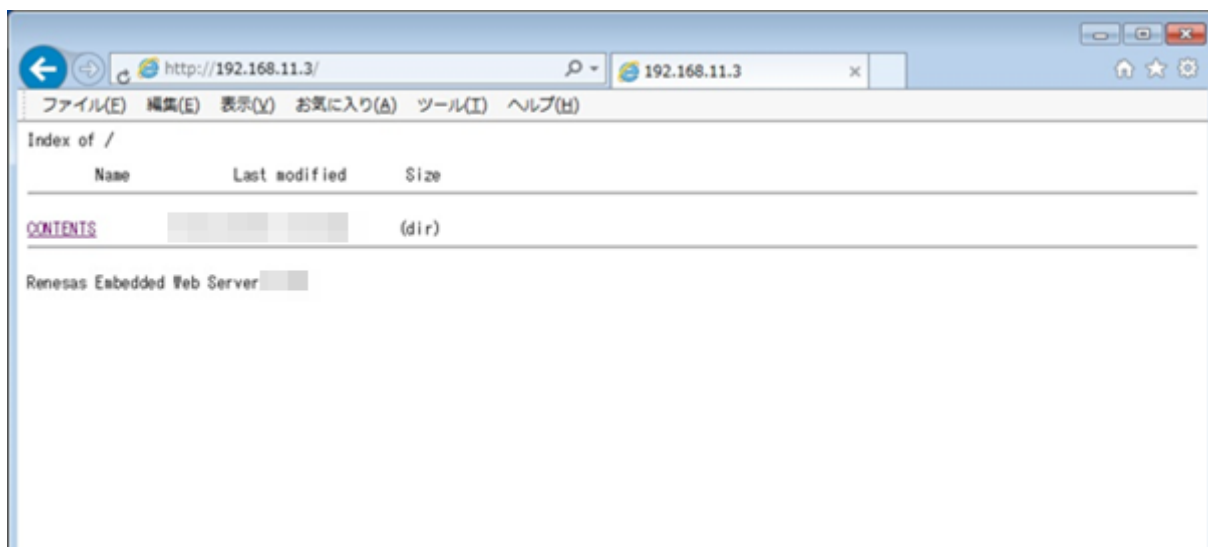 http://192.168.11.3/ 192.168.11.3
ファイル(F) 編集(E) 表示(V) お気に入り(A) ツール(T) ヘルプ(H)
Index of /
Name Last modified Size
CONTENTS (dir)
Renesas Embedded Web Server